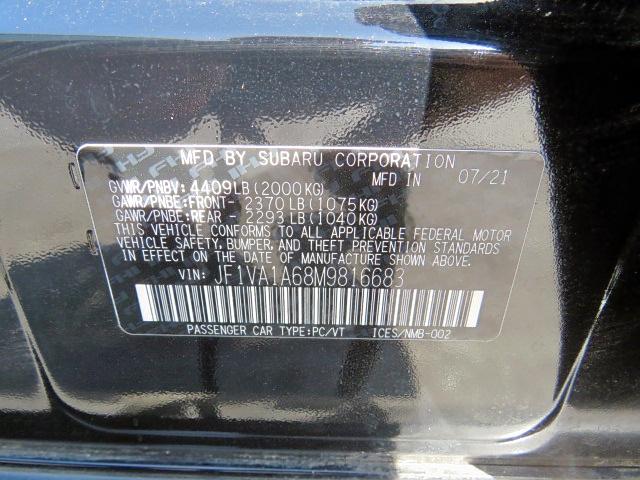 MFD BY SUBARU CORPORATION
MFD IN 07/21
GVWR/PNBV: 4409LB(2000KG)
GAWR/PNBE:FRONT- 2370 LB(1075KG)
GAWR/PNBE:REAR - 2293 LB(1040KG)
THIS VEHICLE CONFORMS TO ALL APPLICABLE FEDERAL MOTOR
VEHICLE SAFETY, BUMPER, AND THEFT PREVENTION STANDARDS
IN EFFECT ON THE DATE OF MANUFACTURE SHOWN ABOVE.
VIN: JF1VA1A68M9816683
PASSENGER CAR TYPE:PC/VT ICES/NMB-002